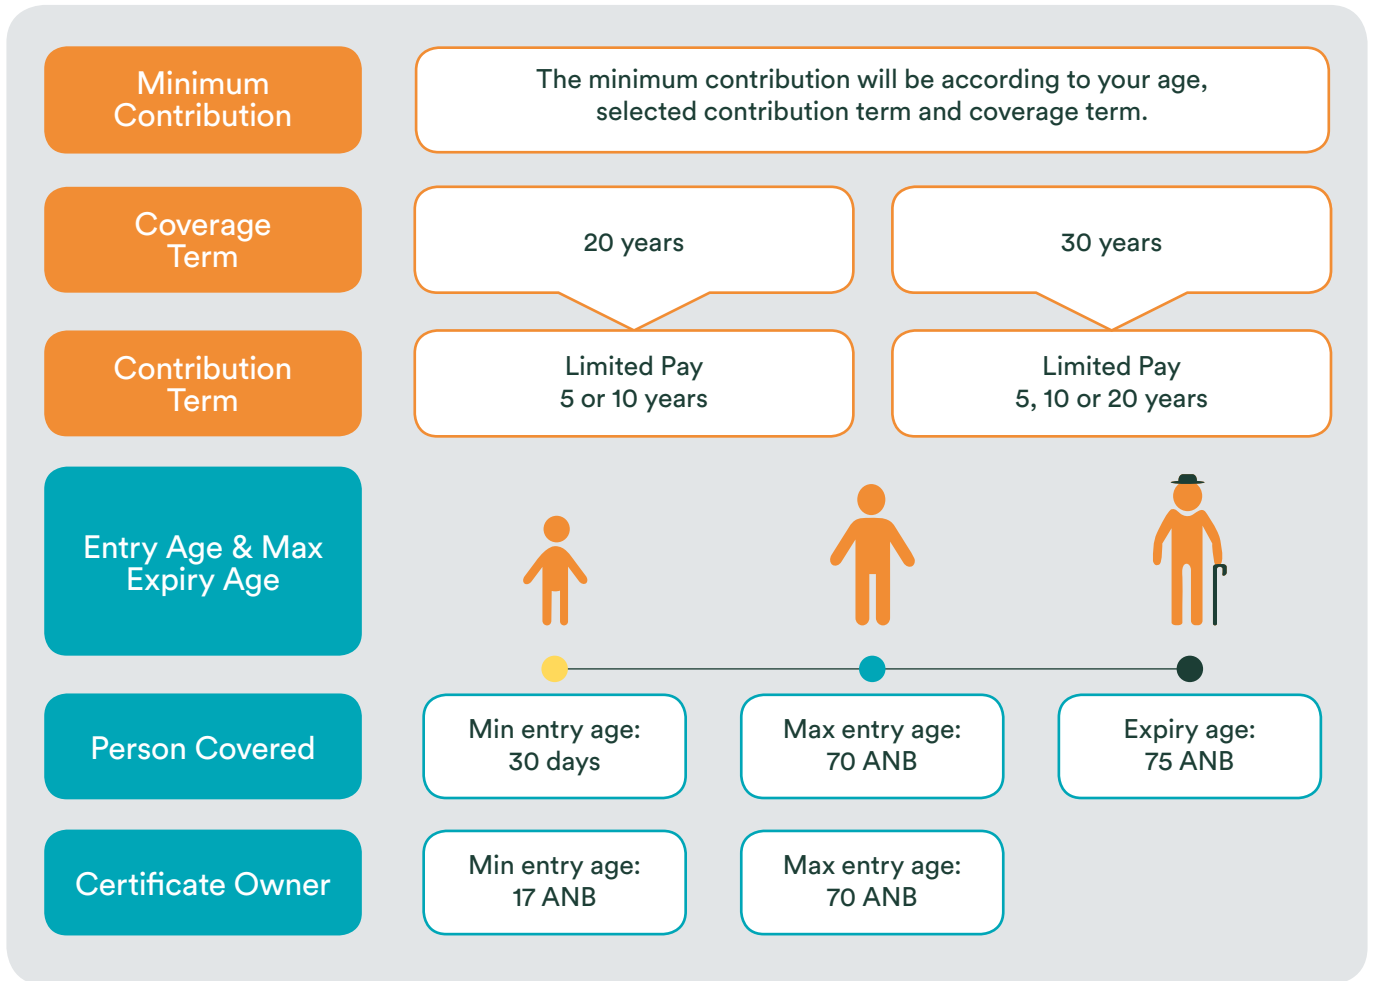 Minimum
Contribution
The minimum contribution will be according to your age,
selected contribution term and coverage term.
Coverage
Term
20 years
30 years
Contribution
Term
Limited Pay
5 or 10 years
Limited Pay
5, 10 or 20 years
Entry Age & Max
Expiry Age
Person Covered
Min entry age:
30 days
Max entry age:
70 ANB
Expiry age:
75 ANB
Certificate Owner
Min entry age:
17 ANB
Max entry age:
70 ANB